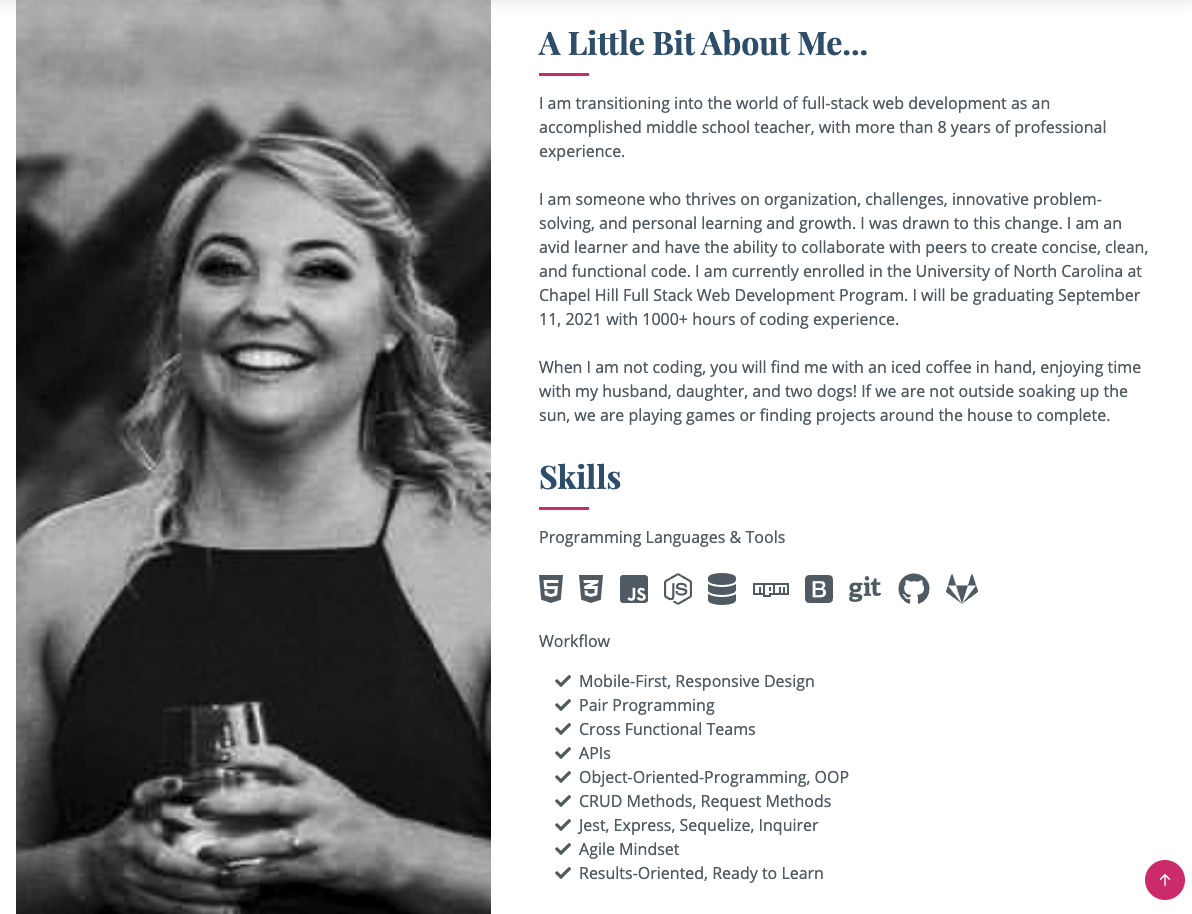 A Little Bit About Me...
I am transitioning into the world of full-stack web development as an
accomplished middle school teacher, with more than 8 years of professional
experience.
I am someone who thrives on organization, challenges, innovative problem-
solving, and personal learning and growth. I was drawn to this change. I am an
avid learner and have the ability to collaborate with peers to create concise, clean,
and functional code. I am currently enrolled in the University of North Carolina at
Chapel Hill Full Stack Web Development Program. I will be graduating September
11, 2021 with 1000+ hours of coding experience.
When I am not coding, you will find me with an iced coffee in hand, enjoying time
with my husband, daughter, and two dogs! If we are not outside soaking up the
sun, we are playing games or finding projects around the house to complete.
Skills
Programming Languages & Tools
5 3 JS JS npm B git
Workflow
Mobile-First, Responsive Design
Pair Programming
Cross Functional Teams
APIs
Object-Oriented-Programming, OOP
CRUD Methods, Request Methods
Jest, Express, Sequelize, Inquirer
Agile Mindset
Results-Oriented, Ready to Learn